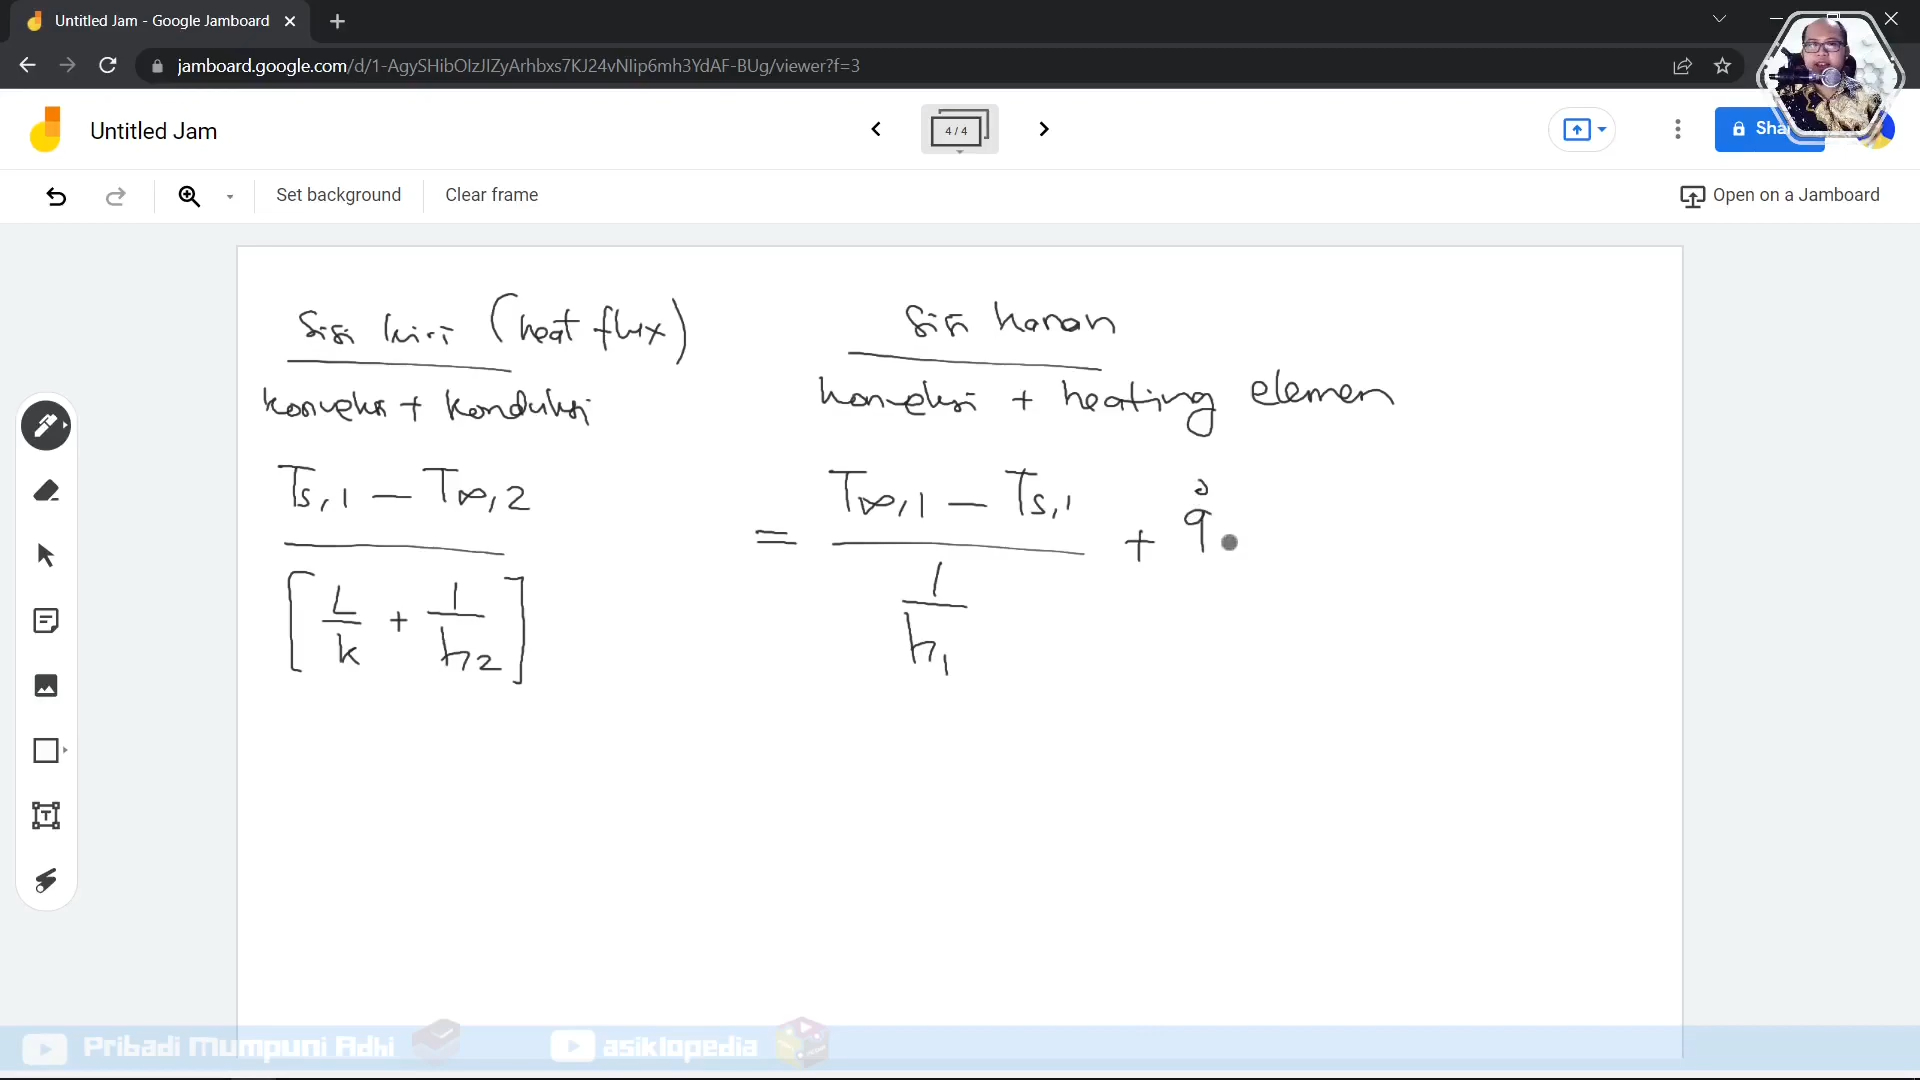 Untitled Jam - Google Jamboard
jamboard.google.com/d/1-AgySHibOIzJIZyArhbxs7KJ24vNlip6mh3YdAF-BUg/viewer?f=3
Untitled Jam
4 / 4
Sha
Set background
Clear frame
Open on a Jamboard
Sisi kiri (heat flux)
konveksi + konduksi
Ts,1 − T∞,2
[L/k + 1/h2]
Sisi kanan
konveksi + heating elemen
= T∞,1 − Ts,1 + q̇
1/h1
Pribadi Mumpuni Adhi
asiklopedia